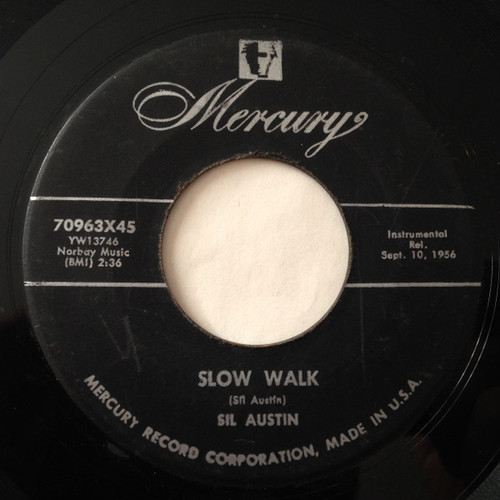 Mercury
70963X45
YW13746
Norbay Music
(BMI) 2:36
Instrumental
Rel.
Sept. 10, 1956
SLOW WALK
(Sil Austin)
SIL AUSTIN
MERCURY RECORD CORPORATION, MADE IN U.S.A.